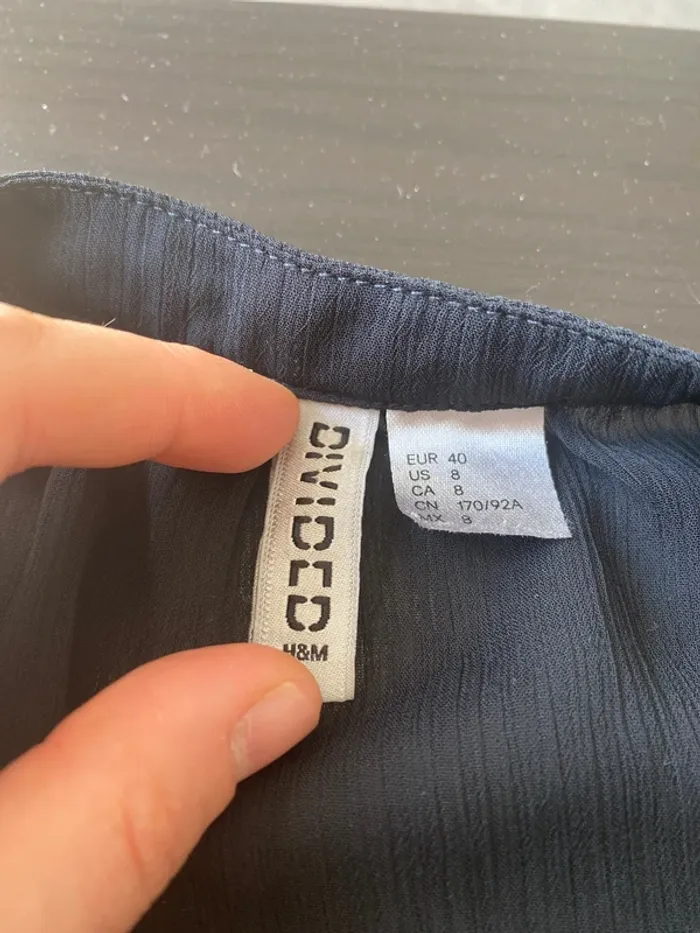 DIVIDED
H&M
EUR 40
US 8
CA 8
CN 170/92A
MX 8